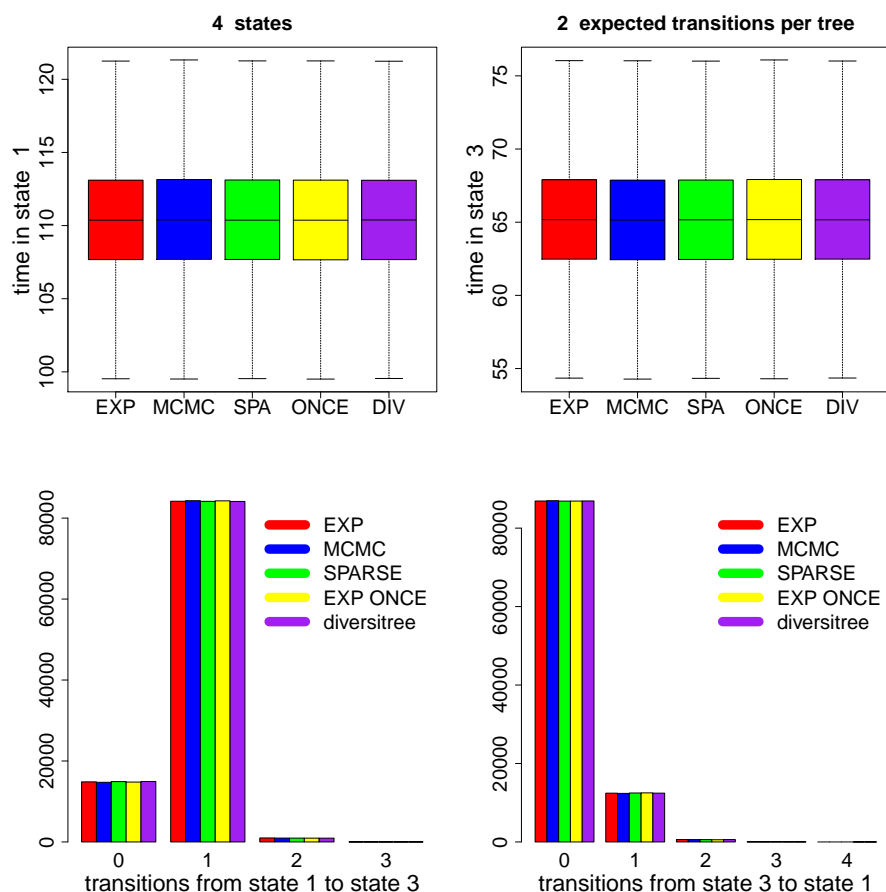 4 states
2 expected transitions per tree
time in state 1
100
105
110
115
120
EXP MCMC SPA ONCE DIV
time in state 3
55
60
65
70
75
EXP MCMC SPA ONCE DIV
0
20000
40000
60000
80000
EXP
MCMC
SPARSE
EXP ONCE
diversitree
0 1 2 3
transitions from state 1 to state 3
0
20000
40000
60000
80000
EXP
MCMC
SPARSE
EXP ONCE
diversitree
0 1 2 3 4
transitions from state 3 to state 1